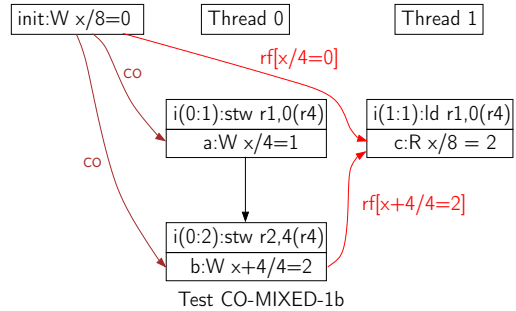 init:W x/8=0
Thread 0
Thread 1
rf[x/4=0]
co
i(0:1):stw r1,0(r4)
a:W x/4=1
i(1:1):ld r1,0(r4)
c:R x/8 = 2
co
rf[x+4/4=2]
i(0:2):stw r2,4(r4)
b:W x+4/4=2
Test CO-MIXED-1b